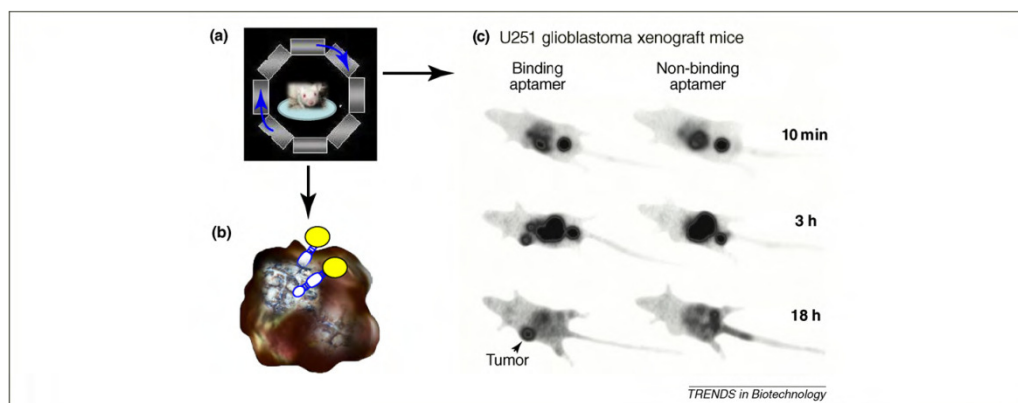 (a)
(c) U251 glioblastoma xenograft mice
Binding aptamer
Non-binding aptamer
10 min
3 h
(b)
18 h
Tumor
TRENDS in Biotechnology